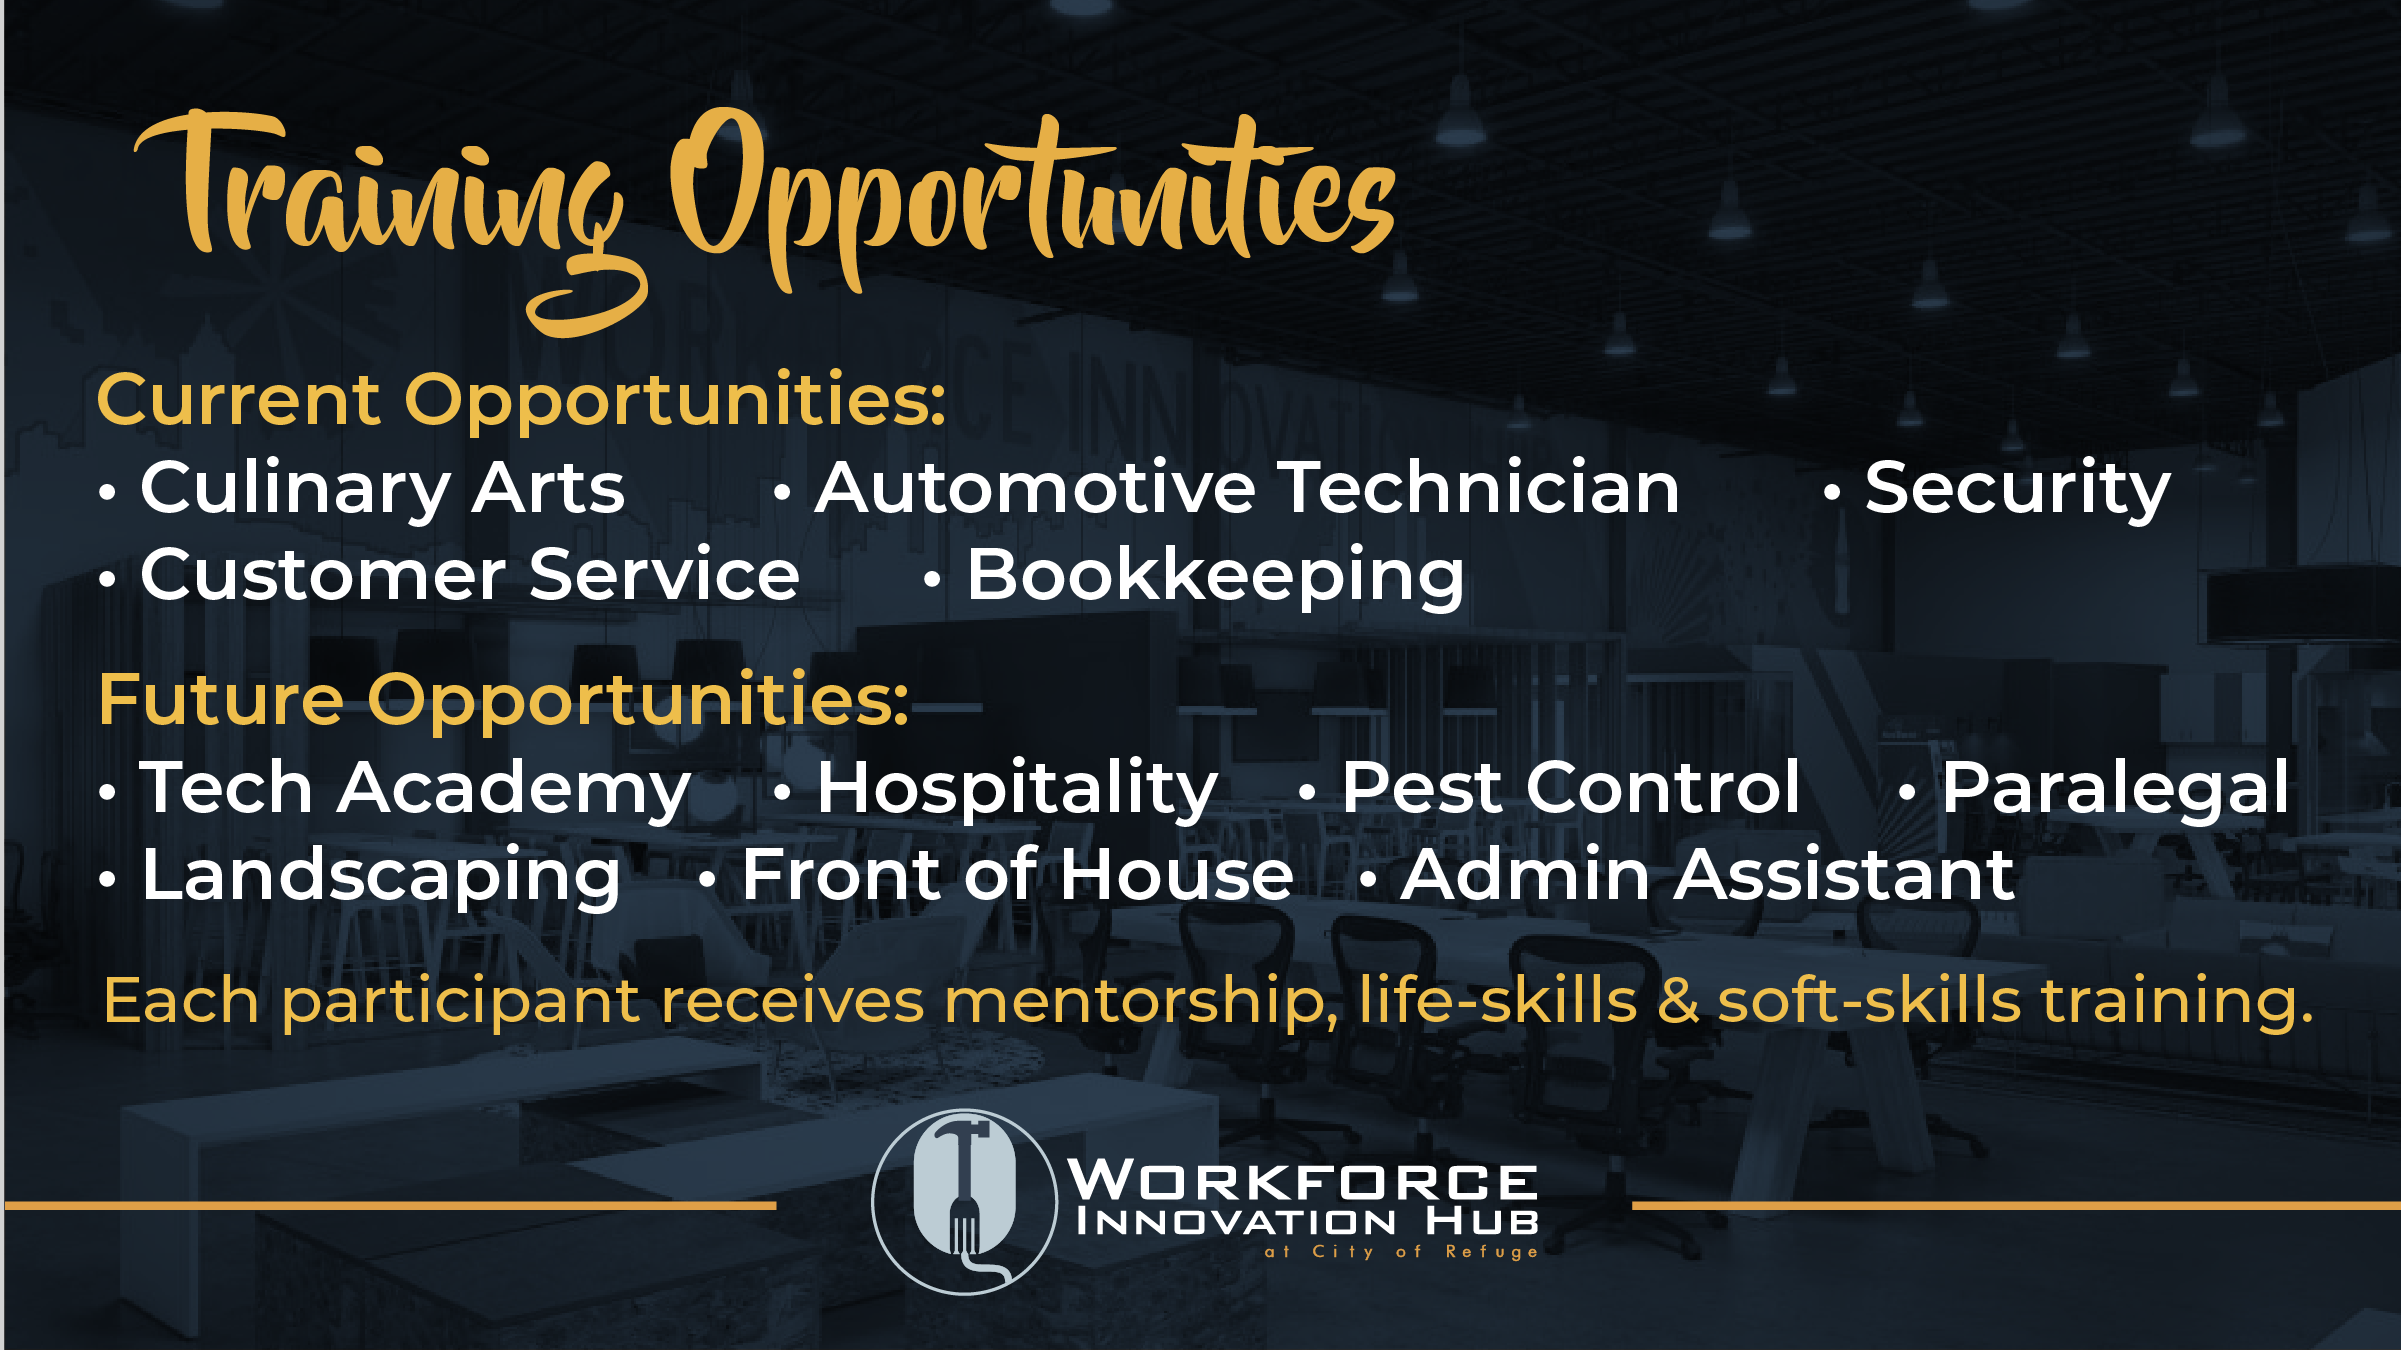 Training Opportunities
Current Opportunities:
• Culinary Arts • Automotive Technician • Security
• Customer Service • Bookkeeping
Future Opportunities:
• Tech Academy • Hospitality • Pest Control • Paralegal
• Landscaping • Front of House • Admin Assistant
Each participant receives mentorship, life-skills & soft-skills training.
WORKFORCE
INNOVATION HUB
at City of Refuge